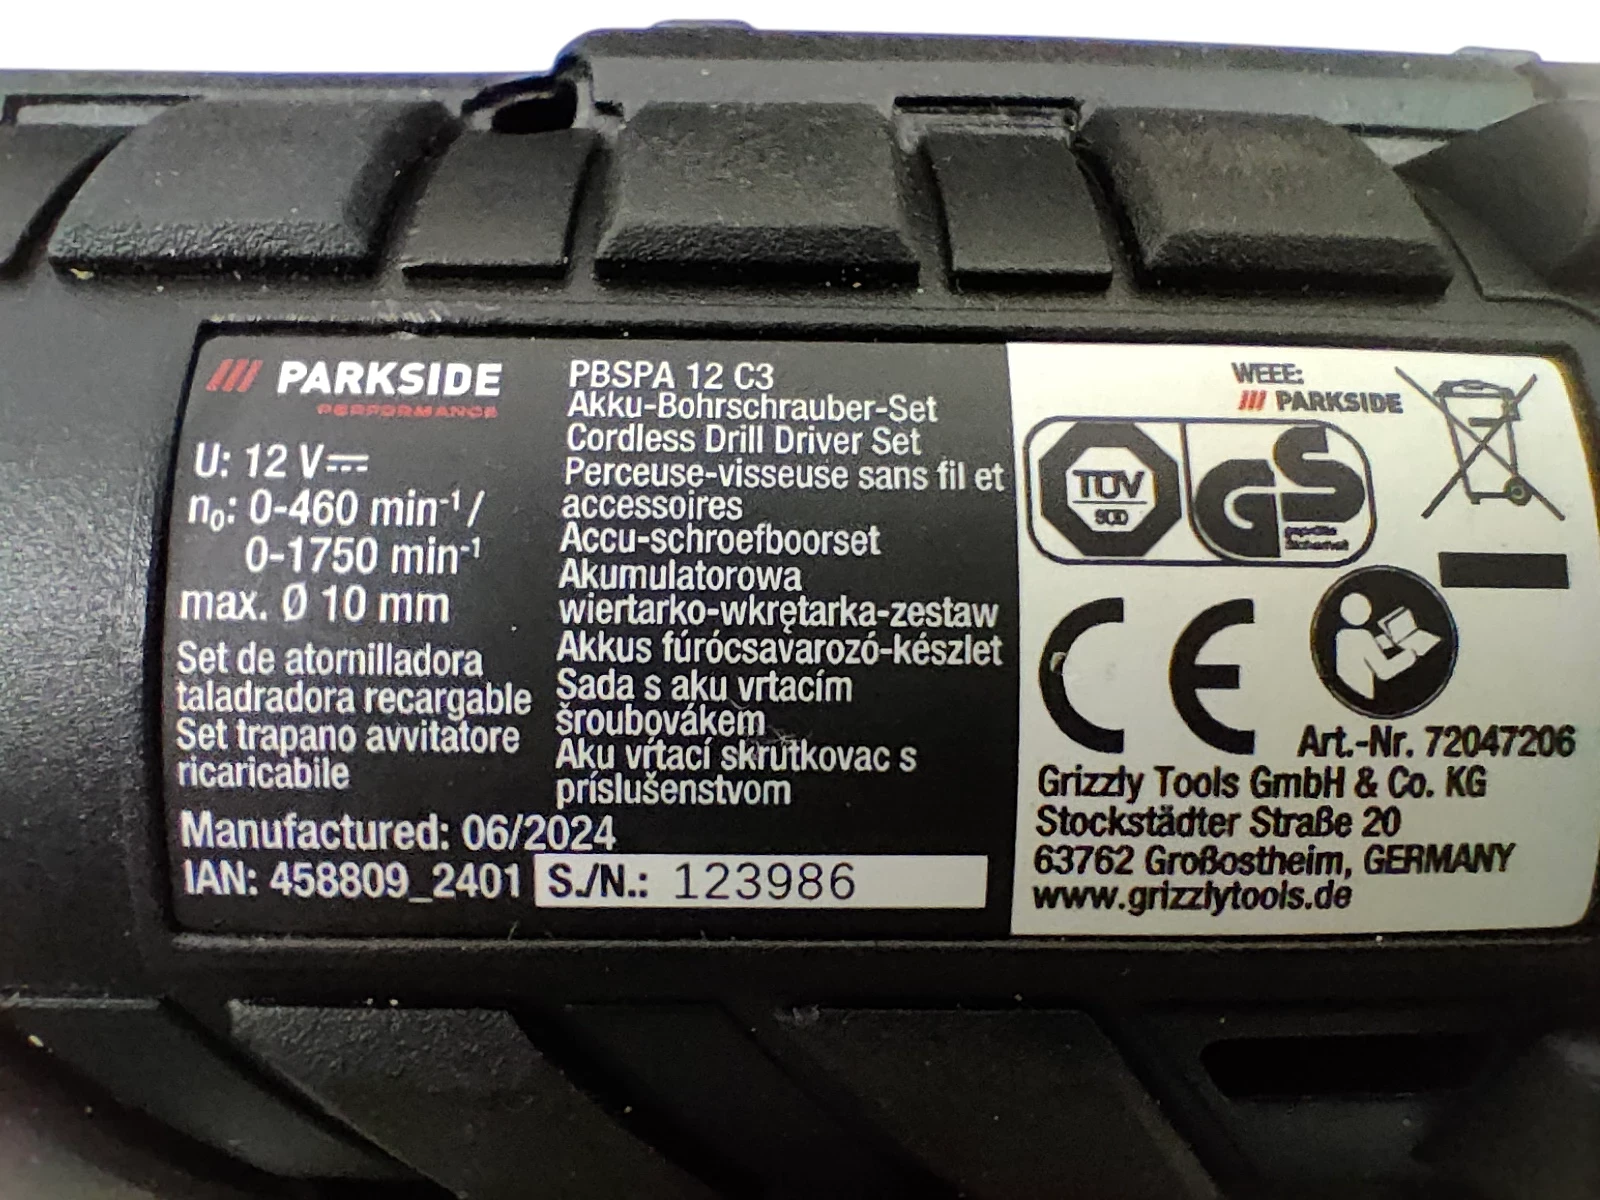 PARKSIDE
PERFORMANCE
U: 12 V
n₀: 0-460 min⁻¹/
0-1750 min⁻¹
max. Ø 10 mm
Set de atornilladora
taladradora recargable
Set trapano avvitatore
ricaricabile
PBSPA 12 C3
Akku-Bohrschrauber-Set
Cordless Drill Driver Set
Perceuse-visseuse sans fil et
accessoires
Accu-schroefboorset
Akumulatorowa
wiertarko-wkrętarka-zestaw
Akkus fúrócsavarozó-készlet
Sada s aku vrtacím
šroubovákem
Aku vŕtací skrutkovac s
príslušenstvom
Manufactured: 06/2024
IAN: 458809_2401
S./N.: 123986
WEEE:
PARKSIDE
TÜV
SÜD
GS
geprüfte
Sicherheit
CE
Art.-Nr. 72047206
Grizzly Tools GmbH & Co. KG
Stockstädter Straße 20
63762 Großostheim, GERMANY
www.grizzlytools.de